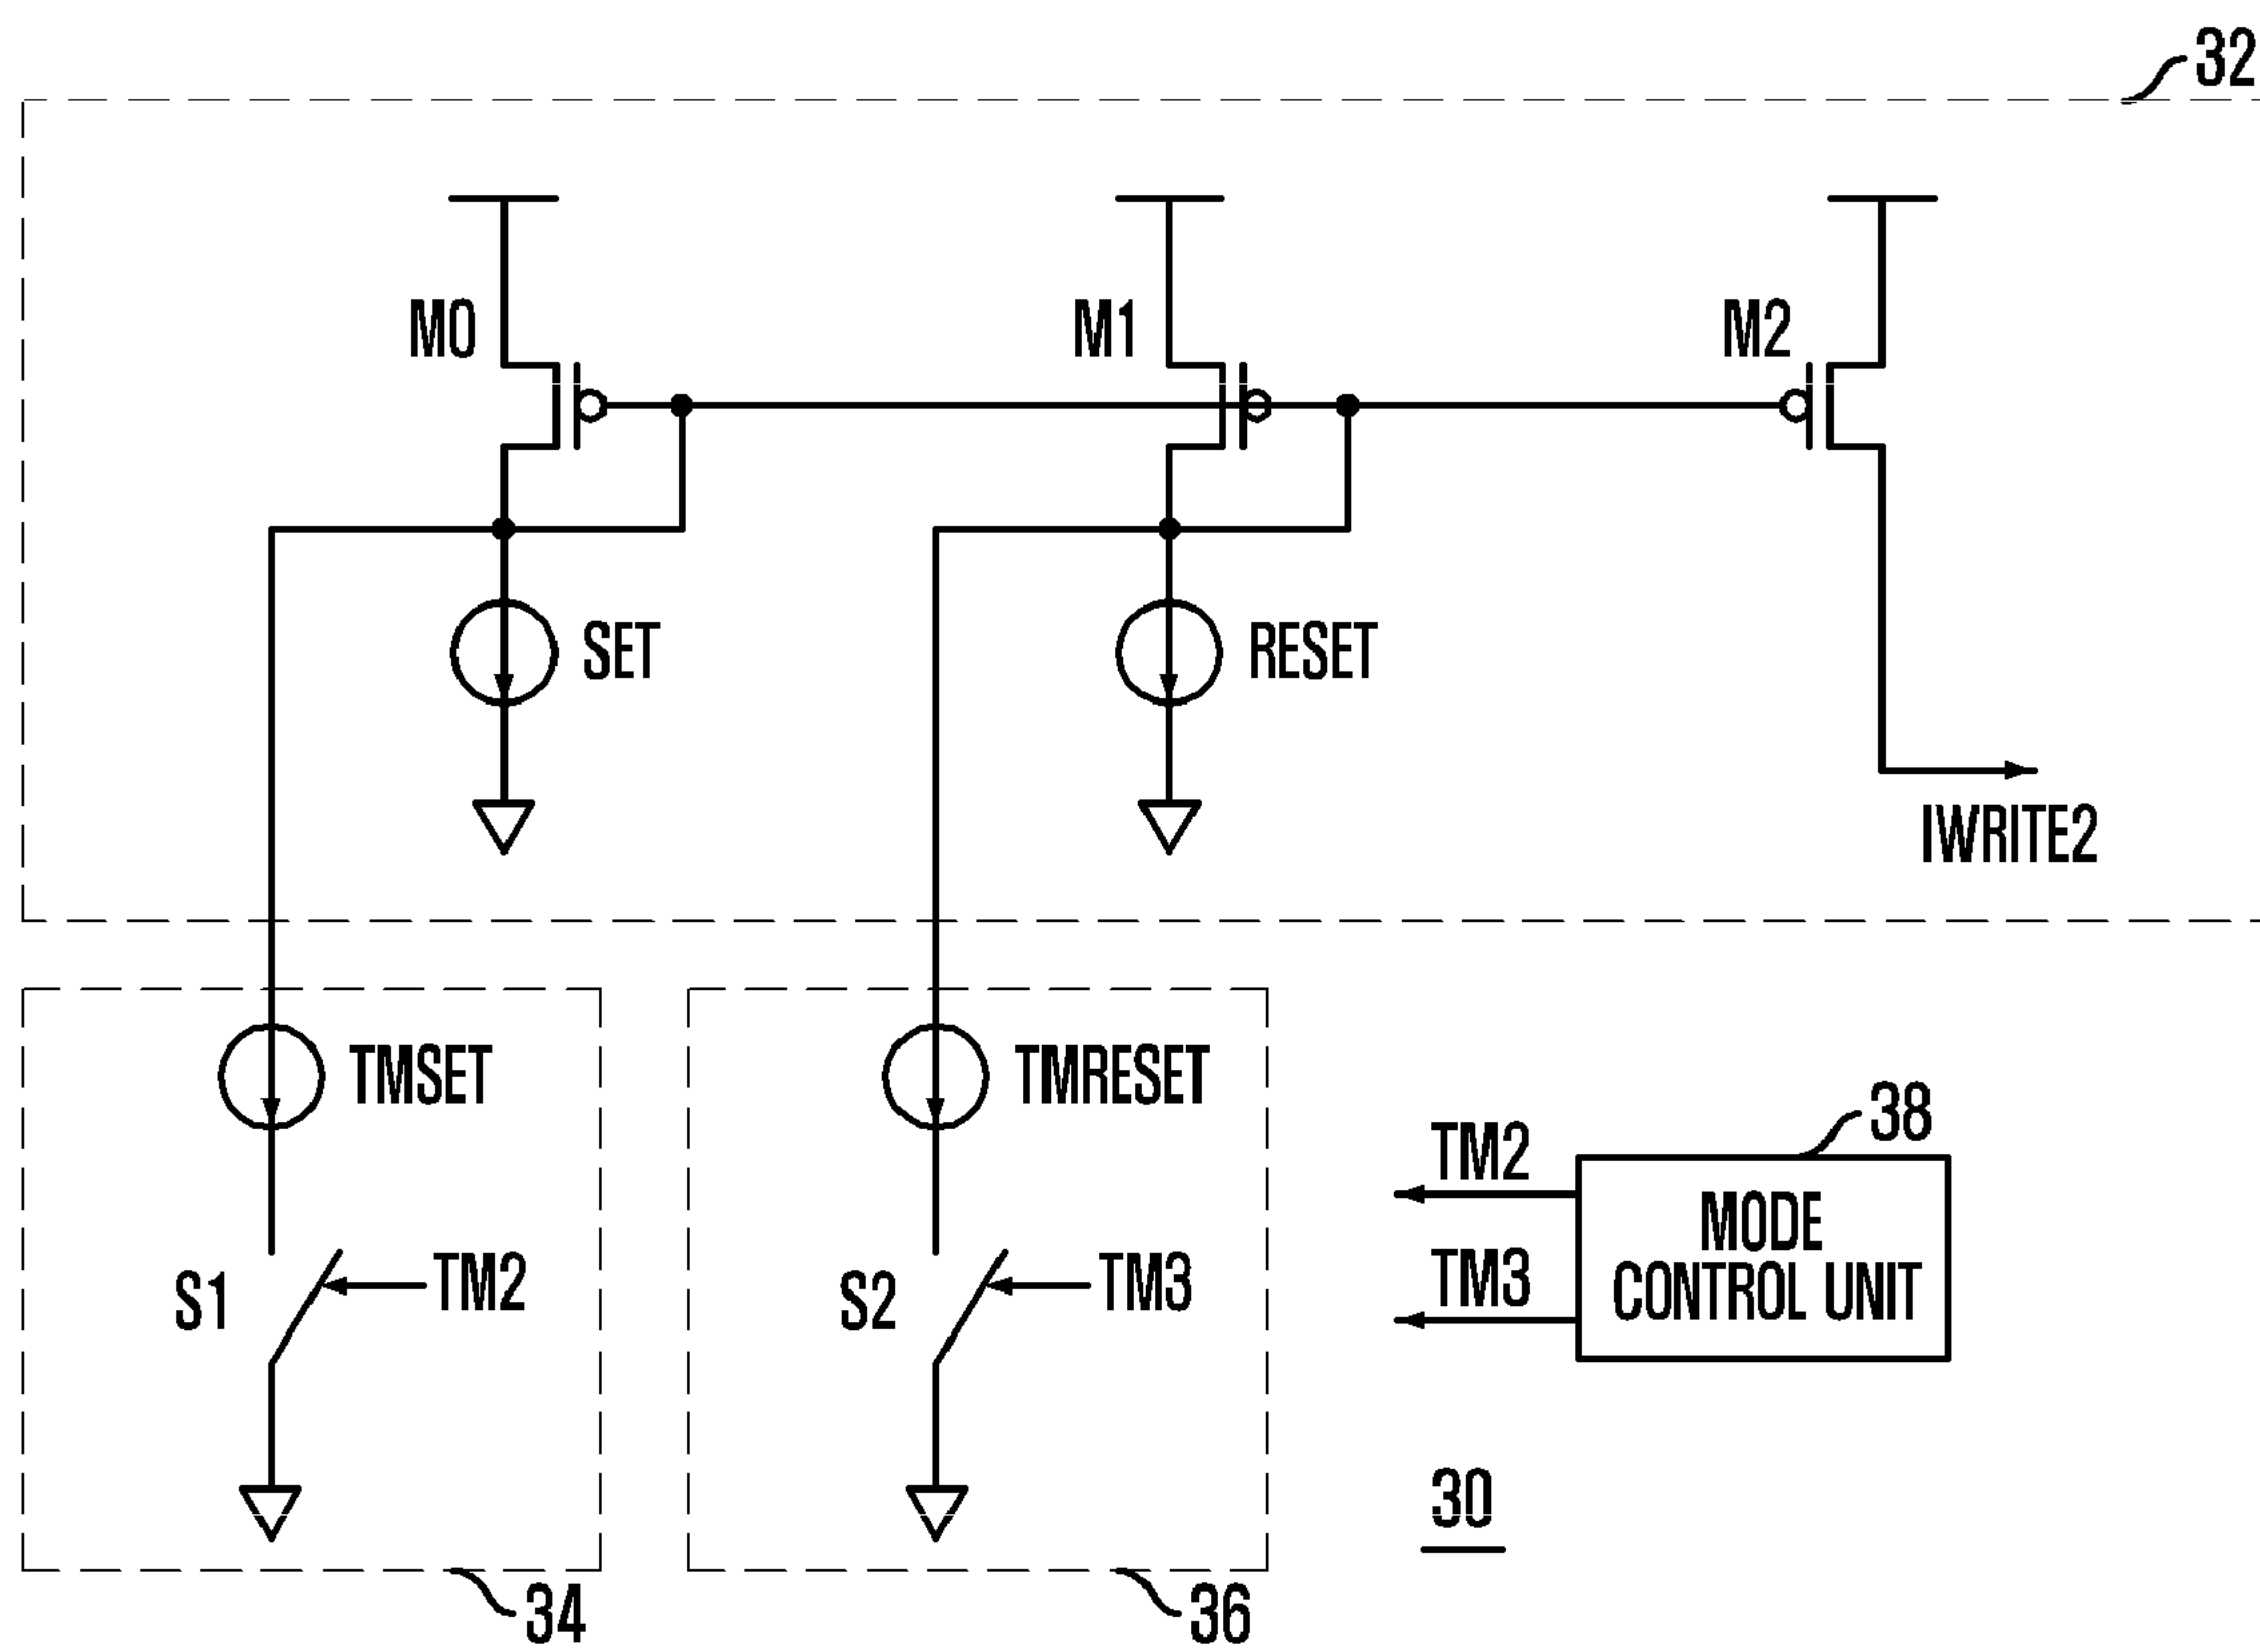 32
M0
M1
M2
SET
RESET
IWRITE2
TMSET
TMRESET
38
TM2
MODE
CONTROL UNIT
TM3
S1
TM2
S2
TM3
30
34
36